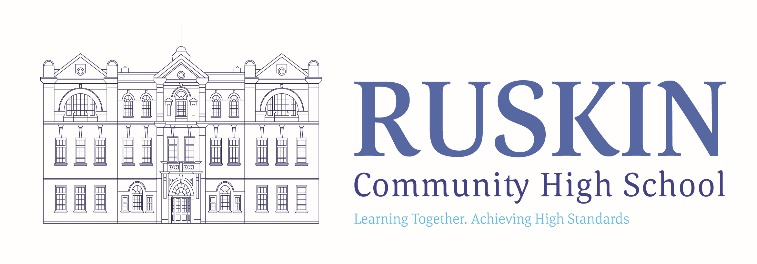 RUSKIN
Community High School
Learning Together. Achieving High Standards